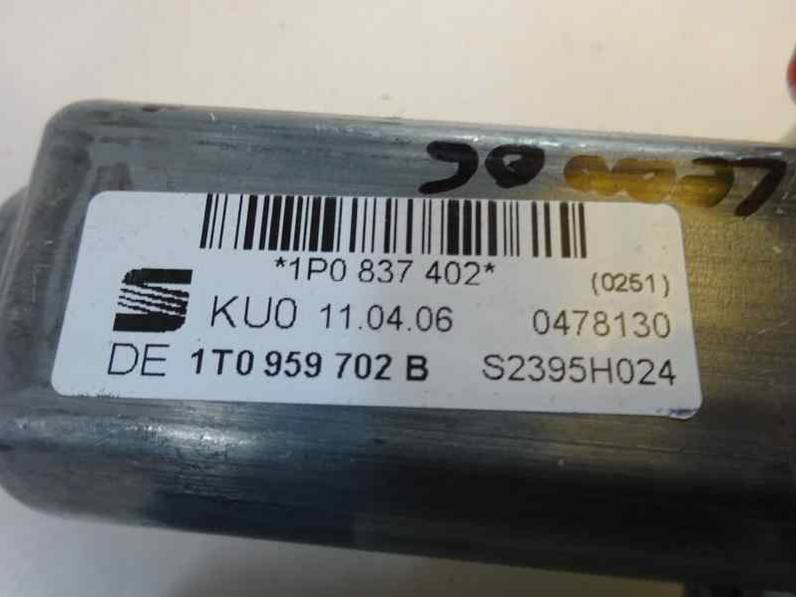 *1P0 837 402*
(0251)
KU0 11.04.06 0478130
DE 1T0 959 702 B S2395H024